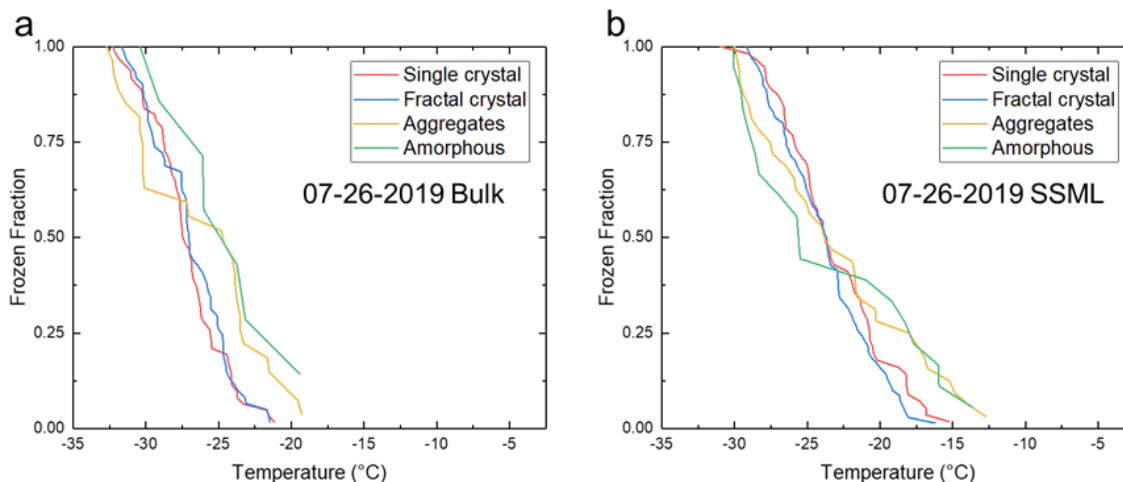 a
1.00
0.75
0.50
0.25
0.00
Frozen Fraction
Single crystal
Fractal crystal
Aggregates
Amorphous
07-26-2019 Bulk
-35 -30 -25 -20 -15 -10 -5
Temperature (°C)
b
1.00
0.75
0.50
0.25
0.00
Frozen Fraction
Single crystal
Fractal crystal
Aggregates
Amorphous
07-26-2019 SSML
-35 -30 -25 -20 -15 -10 -5
Temperature (°C)